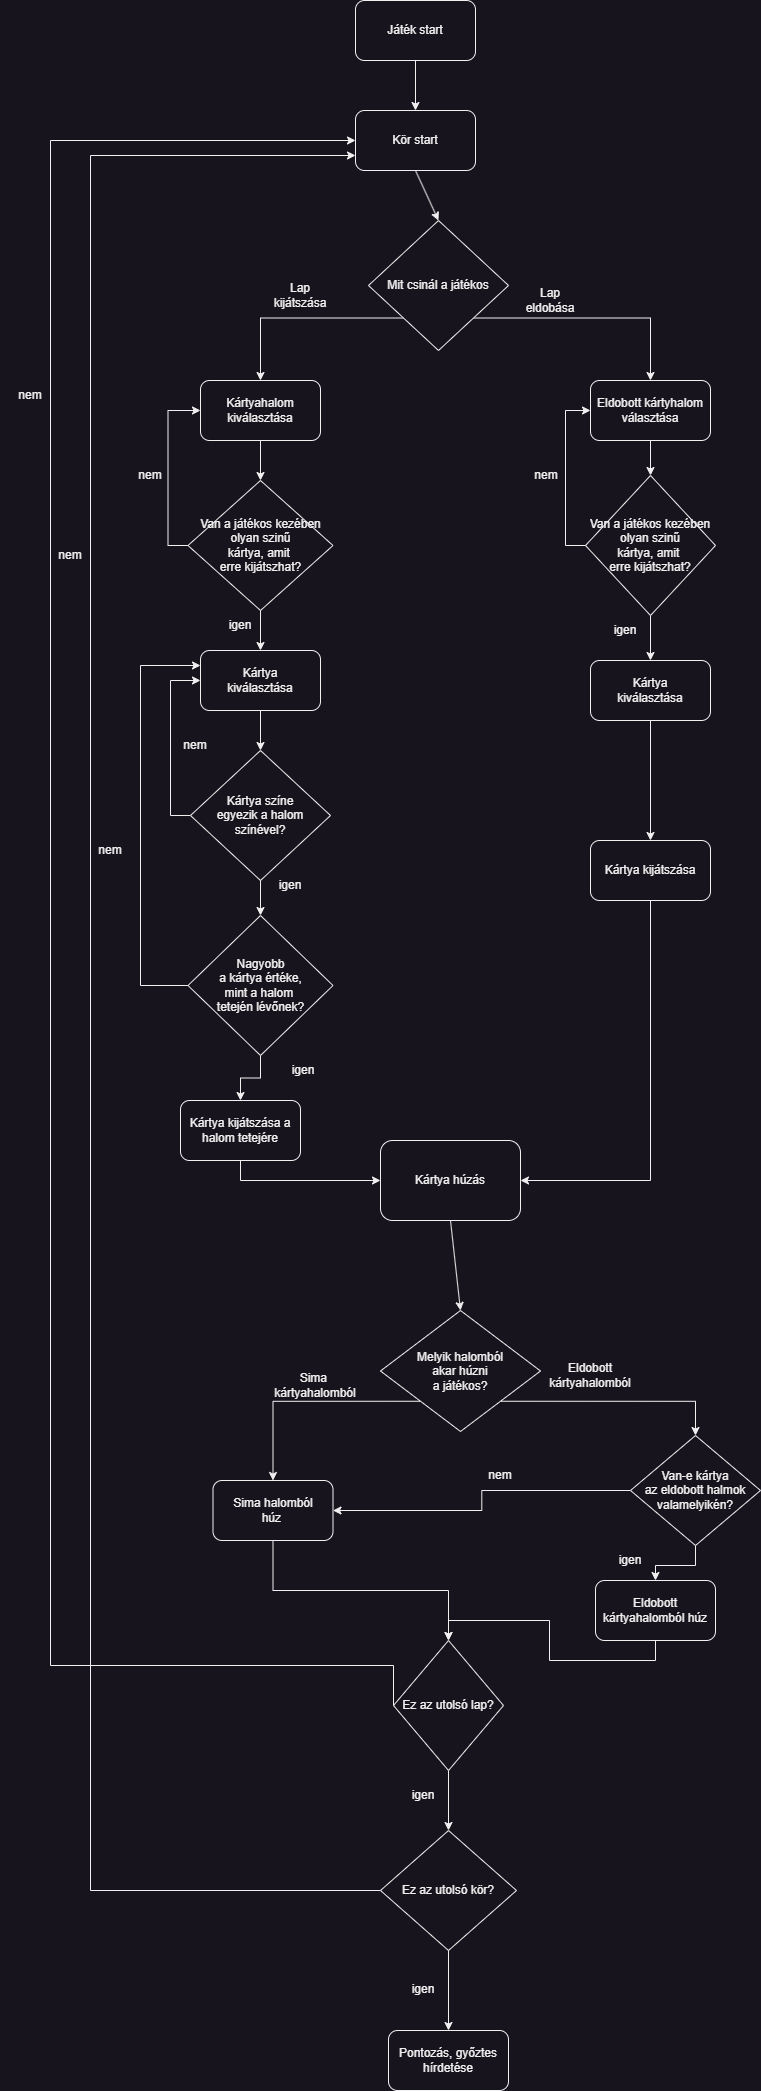 Játék start
Kör start
Mit csinál a játékos
Lap
kijátszása
Lap
eldobása
nem
Kártyahalom
kiválasztása
Eldobott kártyhalom
választása
nem
nem
Van a játékos kezében
olyan szinű
kártya, amit
erre kijátszhat?
Van a játékos kezében
olyan szinű
kártya, amit
erre kijátszhat?
nem
igen
igen
Kártya
kiválasztása
Kártya
kiválasztása
nem
Kártya színe
egyezik a halom
színével?
nem
Kártya kijátszása
igen
Nagyobb
a kártya értéke,
mint a halom
tetején lévőnek?
igen
Kártya kijátszása a
halom tetejére
Kártya húzás
Melyik halomból
akar húzni
a játékos?
Sima
kártyahalomból
Eldobott
kártyahalomból
nem
Van-e kártya
az eldobott halmok
valamelyikén?
Sima halomból
húz
igen
Eldobott
kártyahalomból húz
Ez az utolsó lap?
igen
Ez az utolsó kör?
igen
Pontozás, győztes
hírdetése